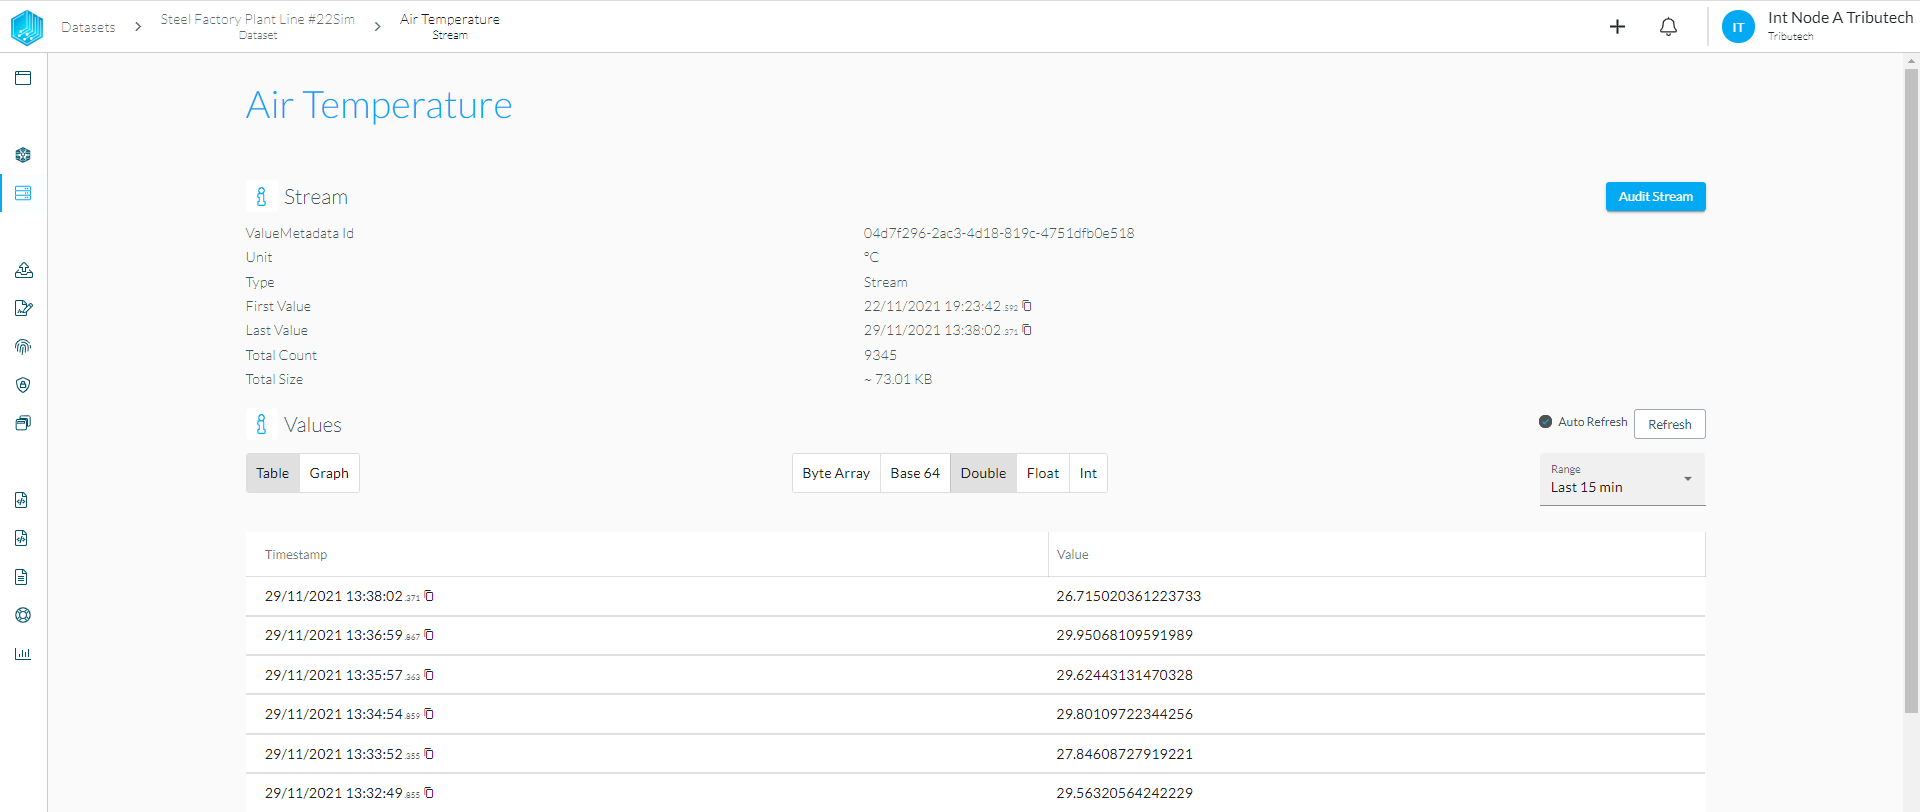 Datasets
Steel Factory Plant Line #22Sim
Dataset
Air Temperature
Stream
IT
Int Node A Tributech
Tributech
Air Temperature
Stream
Audit Stream
ValueMetadata Id 04d7f296-2ac3-4d18-819c-4751dfb0e518
Unit °C
Type Stream
First Value 22/11/2021 19:23:42.592
Last Value 29/11/2021 13:38:02.371
Total Count 9345
Total Size ~ 73.01 KB
Values
Auto Refresh
Refresh
Table Graph
Byte Array Base 64 Double Float Int
Range
Last 15 min
Timestamp Value
29/11/2021 13:38:02.371 26.715020361223733
29/11/2021 13:36:59.867 29.95068109591989
29/11/2021 13:35:57.363 29.62443131470328
29/11/2021 13:34:54.859 29.80109722344256
29/11/2021 13:33:52.355 27.84608727919221
29/11/2021 13:32:49.855 29.56320564242229